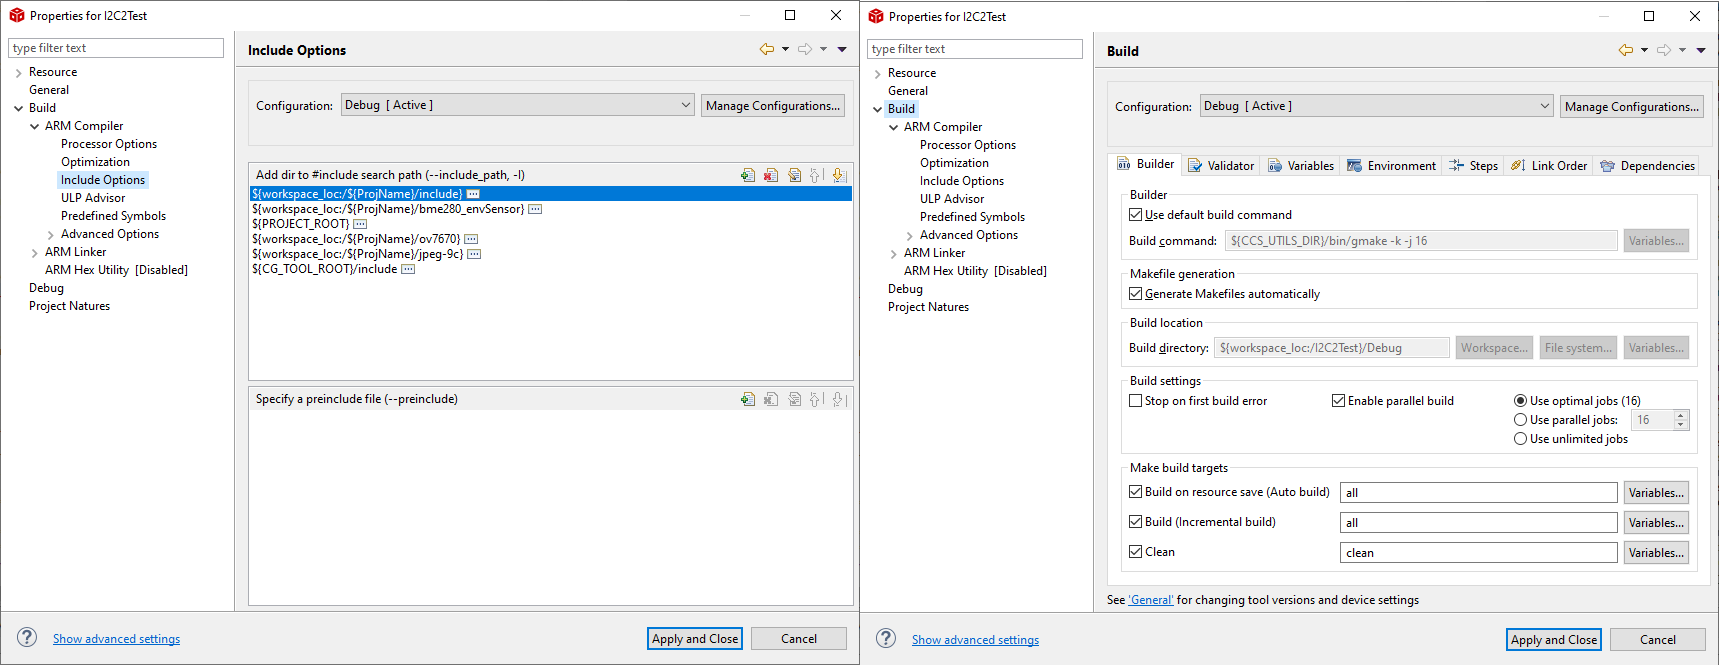 Properties for I2C2Test
type filter text
Resource
General
Build
ARM Compiler
Processor Options
Optimization
Include Options
ULP Advisor
Predefined Symbols
Advanced Options
ARM Linker
ARM Hex Utility  [Disabled]
Debug
Project Natures
Include Options
Configuration:
Debug  [ Active ]
Manage Configurations...
Add dir to #include search path (--include_path, -I)
${workspace_loc:/${ProjName}/include}
${workspace_loc:/${ProjName}/bme280_envSensor}
${PROJECT_ROOT}
${workspace_loc:/${ProjName}/ov7670}
${workspace_loc:/${ProjName}/jpeg-9c}
${CG_TOOL_ROOT}/include
Specify a preinclude file (--preinclude)
Show advanced settings
Apply and Close
Cancel
Properties for I2C2Test
type filter text
Resource
General
Build
ARM Compiler
Processor Options
Optimization
Include Options
ULP Advisor
Predefined Symbols
Advanced Options
ARM Linker
ARM Hex Utility  [Disabled]
Debug
Project Natures
Build
Configuration:
Debug  [ Active ]
Manage Configurations...
Builder
Validator
Variables
Environment
Steps
Link Order
Dependencies
Builder
Use default build command
Build command:
${CCS_UTILS_DIR}/bin/gmake -k -j 16
Variables...
Makefile generation
Generate Makefiles automatically
Build location
Build directory:
${workspace_loc:/I2C2Test}/Debug
Workspace...
File system...
Variables...
Build settings
Stop on first build error
Enable parallel build
Use optimal jobs (16)
Use parallel jobs:
16
Use unlimited jobs
Make build targets
Build on resource save (Auto build)
all
Variables...
Build (Incremental build)
all
Variables...
Clean
clean
Variables...
See 'General' for changing tool versions and device settings
Show advanced settings
Apply and Close
Cancel